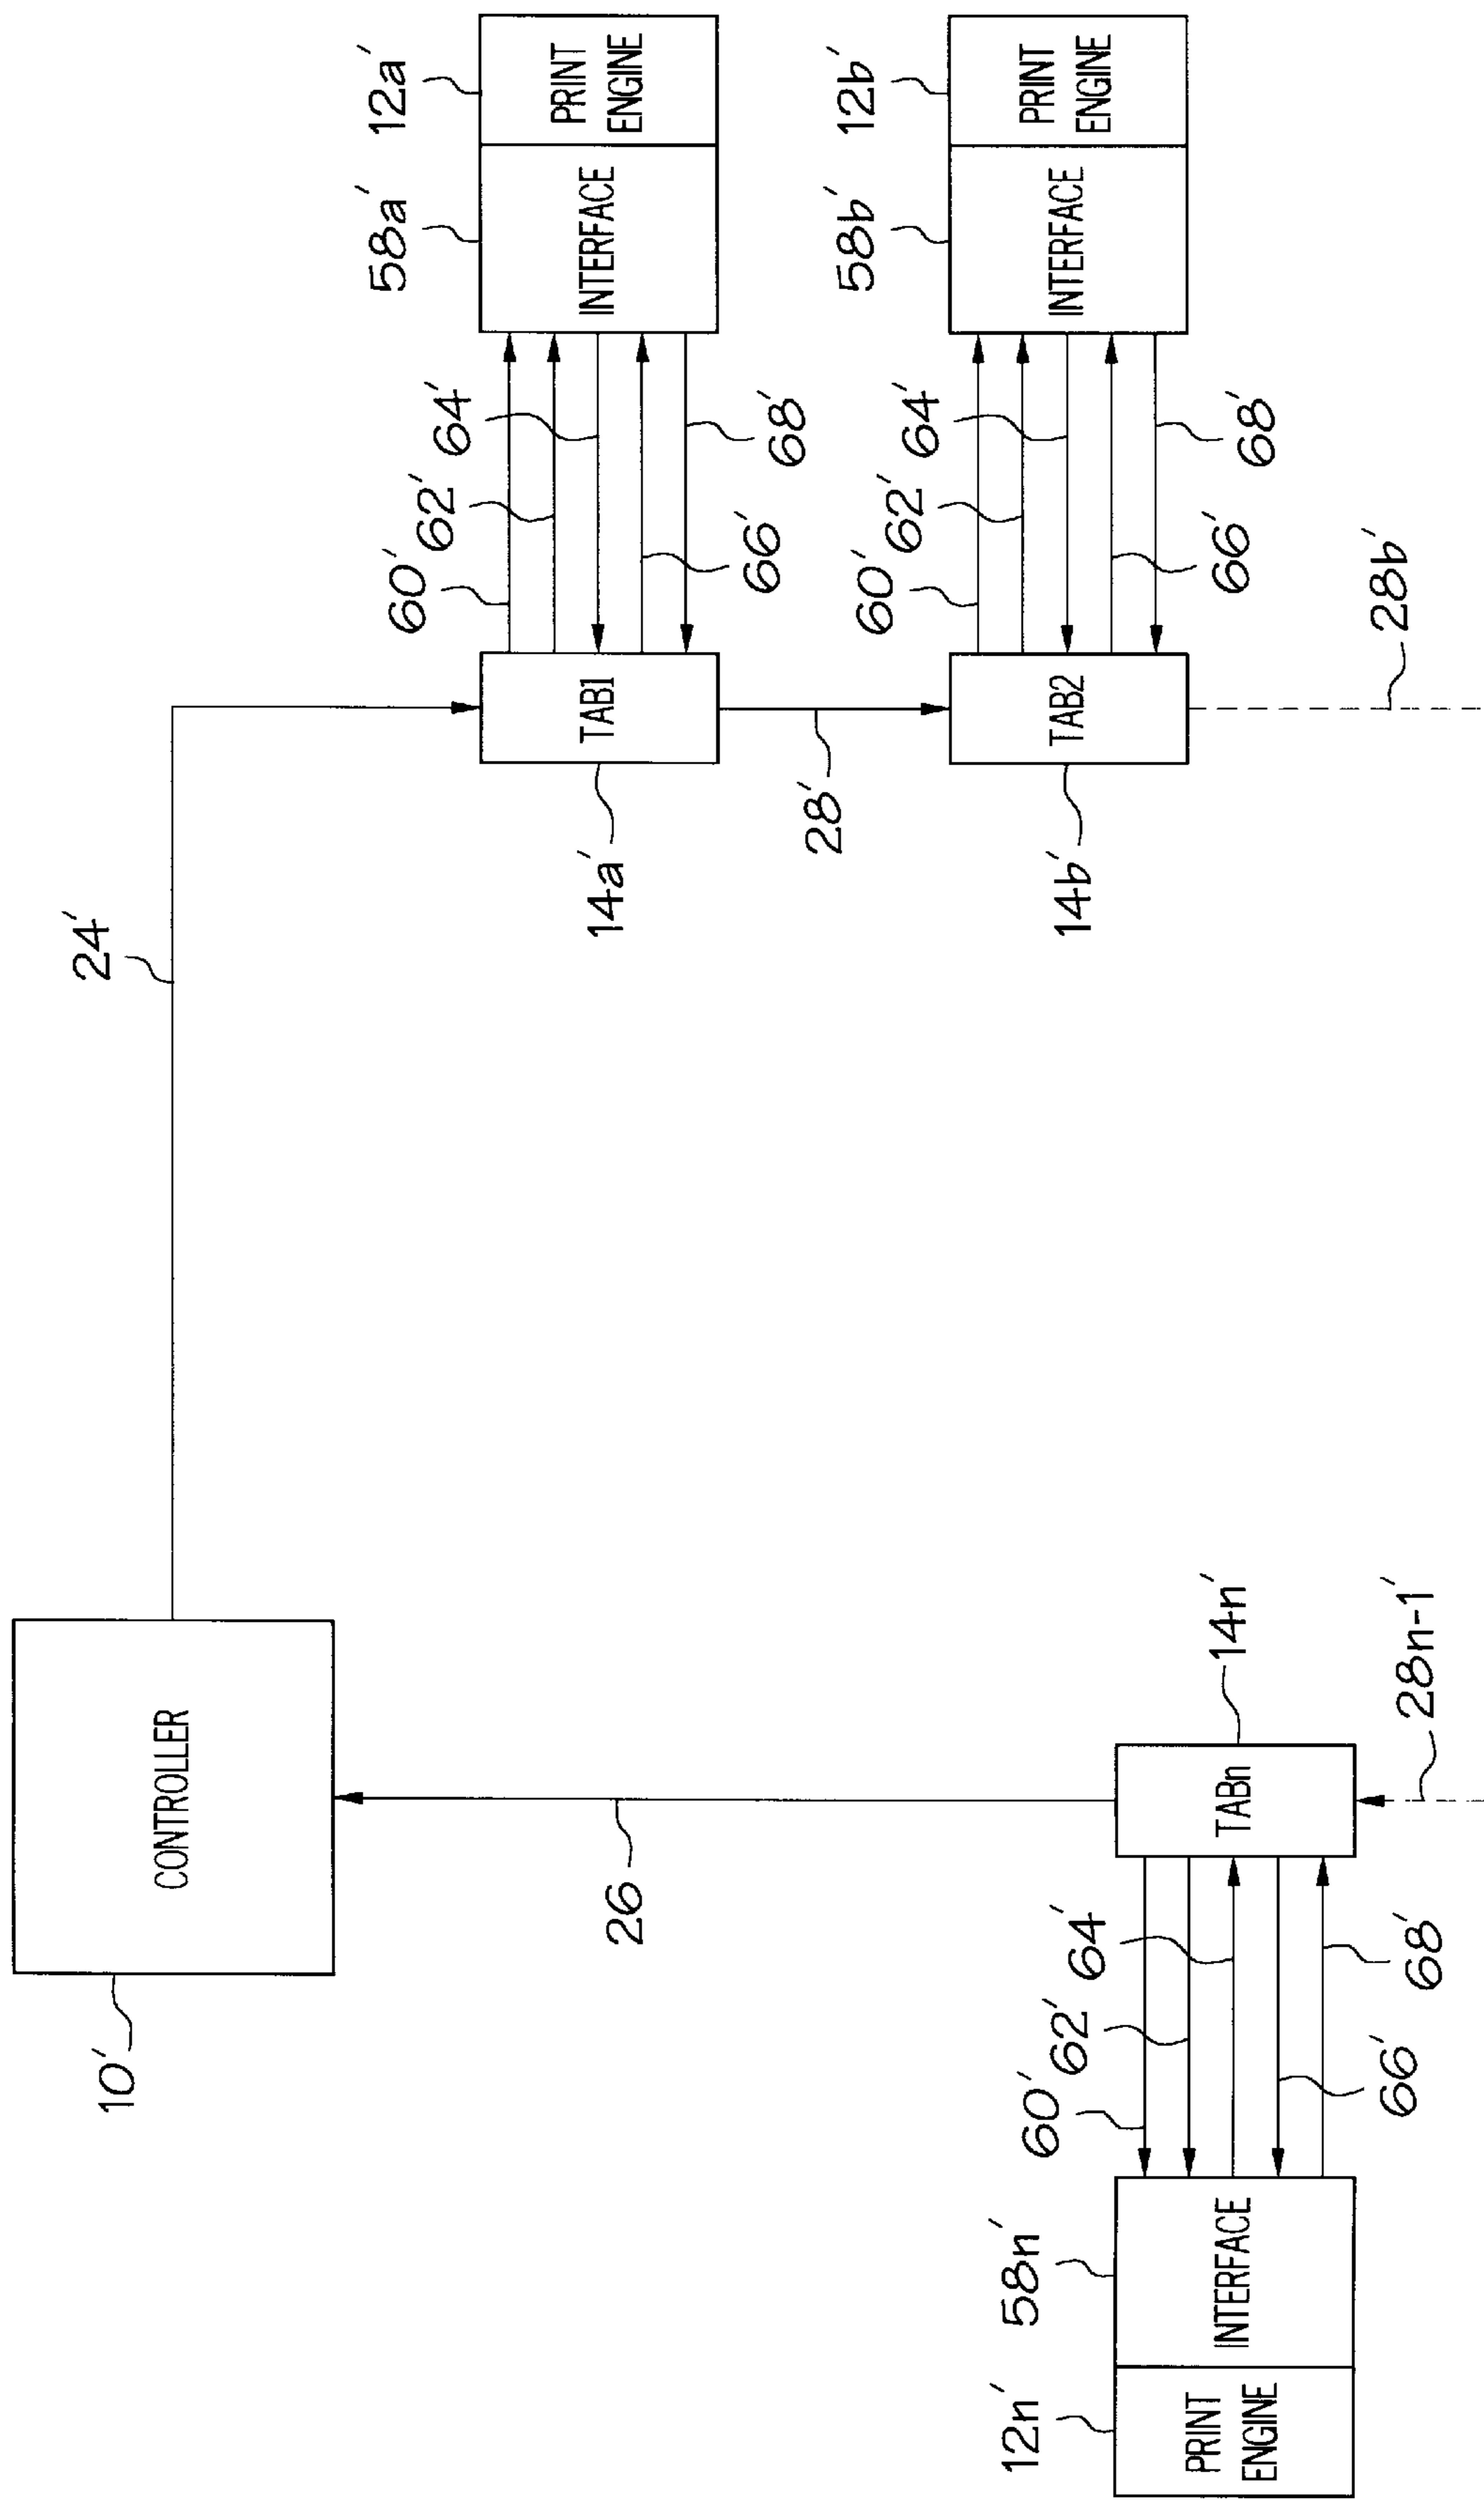 10'
CONTROLLER
24'
26
12a'
58a'
PRINT
ENGINE
INTERFACE
60'
62'
64'
66'
68'
TAB1
14a'
28'
12b'
58b'
PRINT
ENGINE
INTERFACE
60'
62'
64'
66'
68'
TAB2
14b'
28b'
12n'
58n'
PRINT
ENGINE
INTERFACE
60'
62'
64'
66'
68'
TABn
14n'
28n-1'